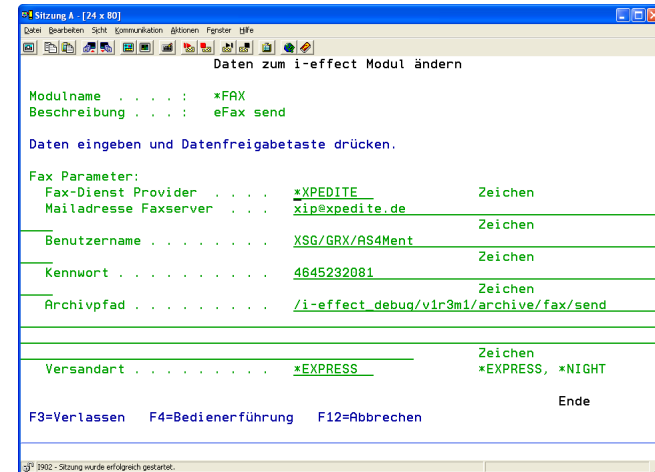 Sitzung A - [24 x 80]
Datei Bearbeiten Sicht Kommunikation Aktionen Fenster Hilfe
Daten zum i-effect Modul ändern
Modulname . . . . : *FAX
Beschreibung . . . : eFax send
Daten eingeben und Datenfreigabetaste drücken.
Fax Parameter:
Fax-Dienst Provider . . . . *XPEDITE Zeichen
Mailadresse Faxserver . . . xip@xpedite.de
Zeichen
Benutzername . . . . . . . . XSG/GRX/AS4Ment
Zeichen
Kennwort . . . . . . . . . . 4645232081
Zeichen
Archivpfad . . . . . . . . . /i-effect_debug/v1r3m1/archive/fax/send
Zeichen
Versandart . . . . . . . . . *EXPRESS *EXPRESS, *NIGHT
Ende
F3=Verlassen F4=Bedienerführung F12=Abbrechen
I902 - Sitzung wurde erfolgreich gestartet.